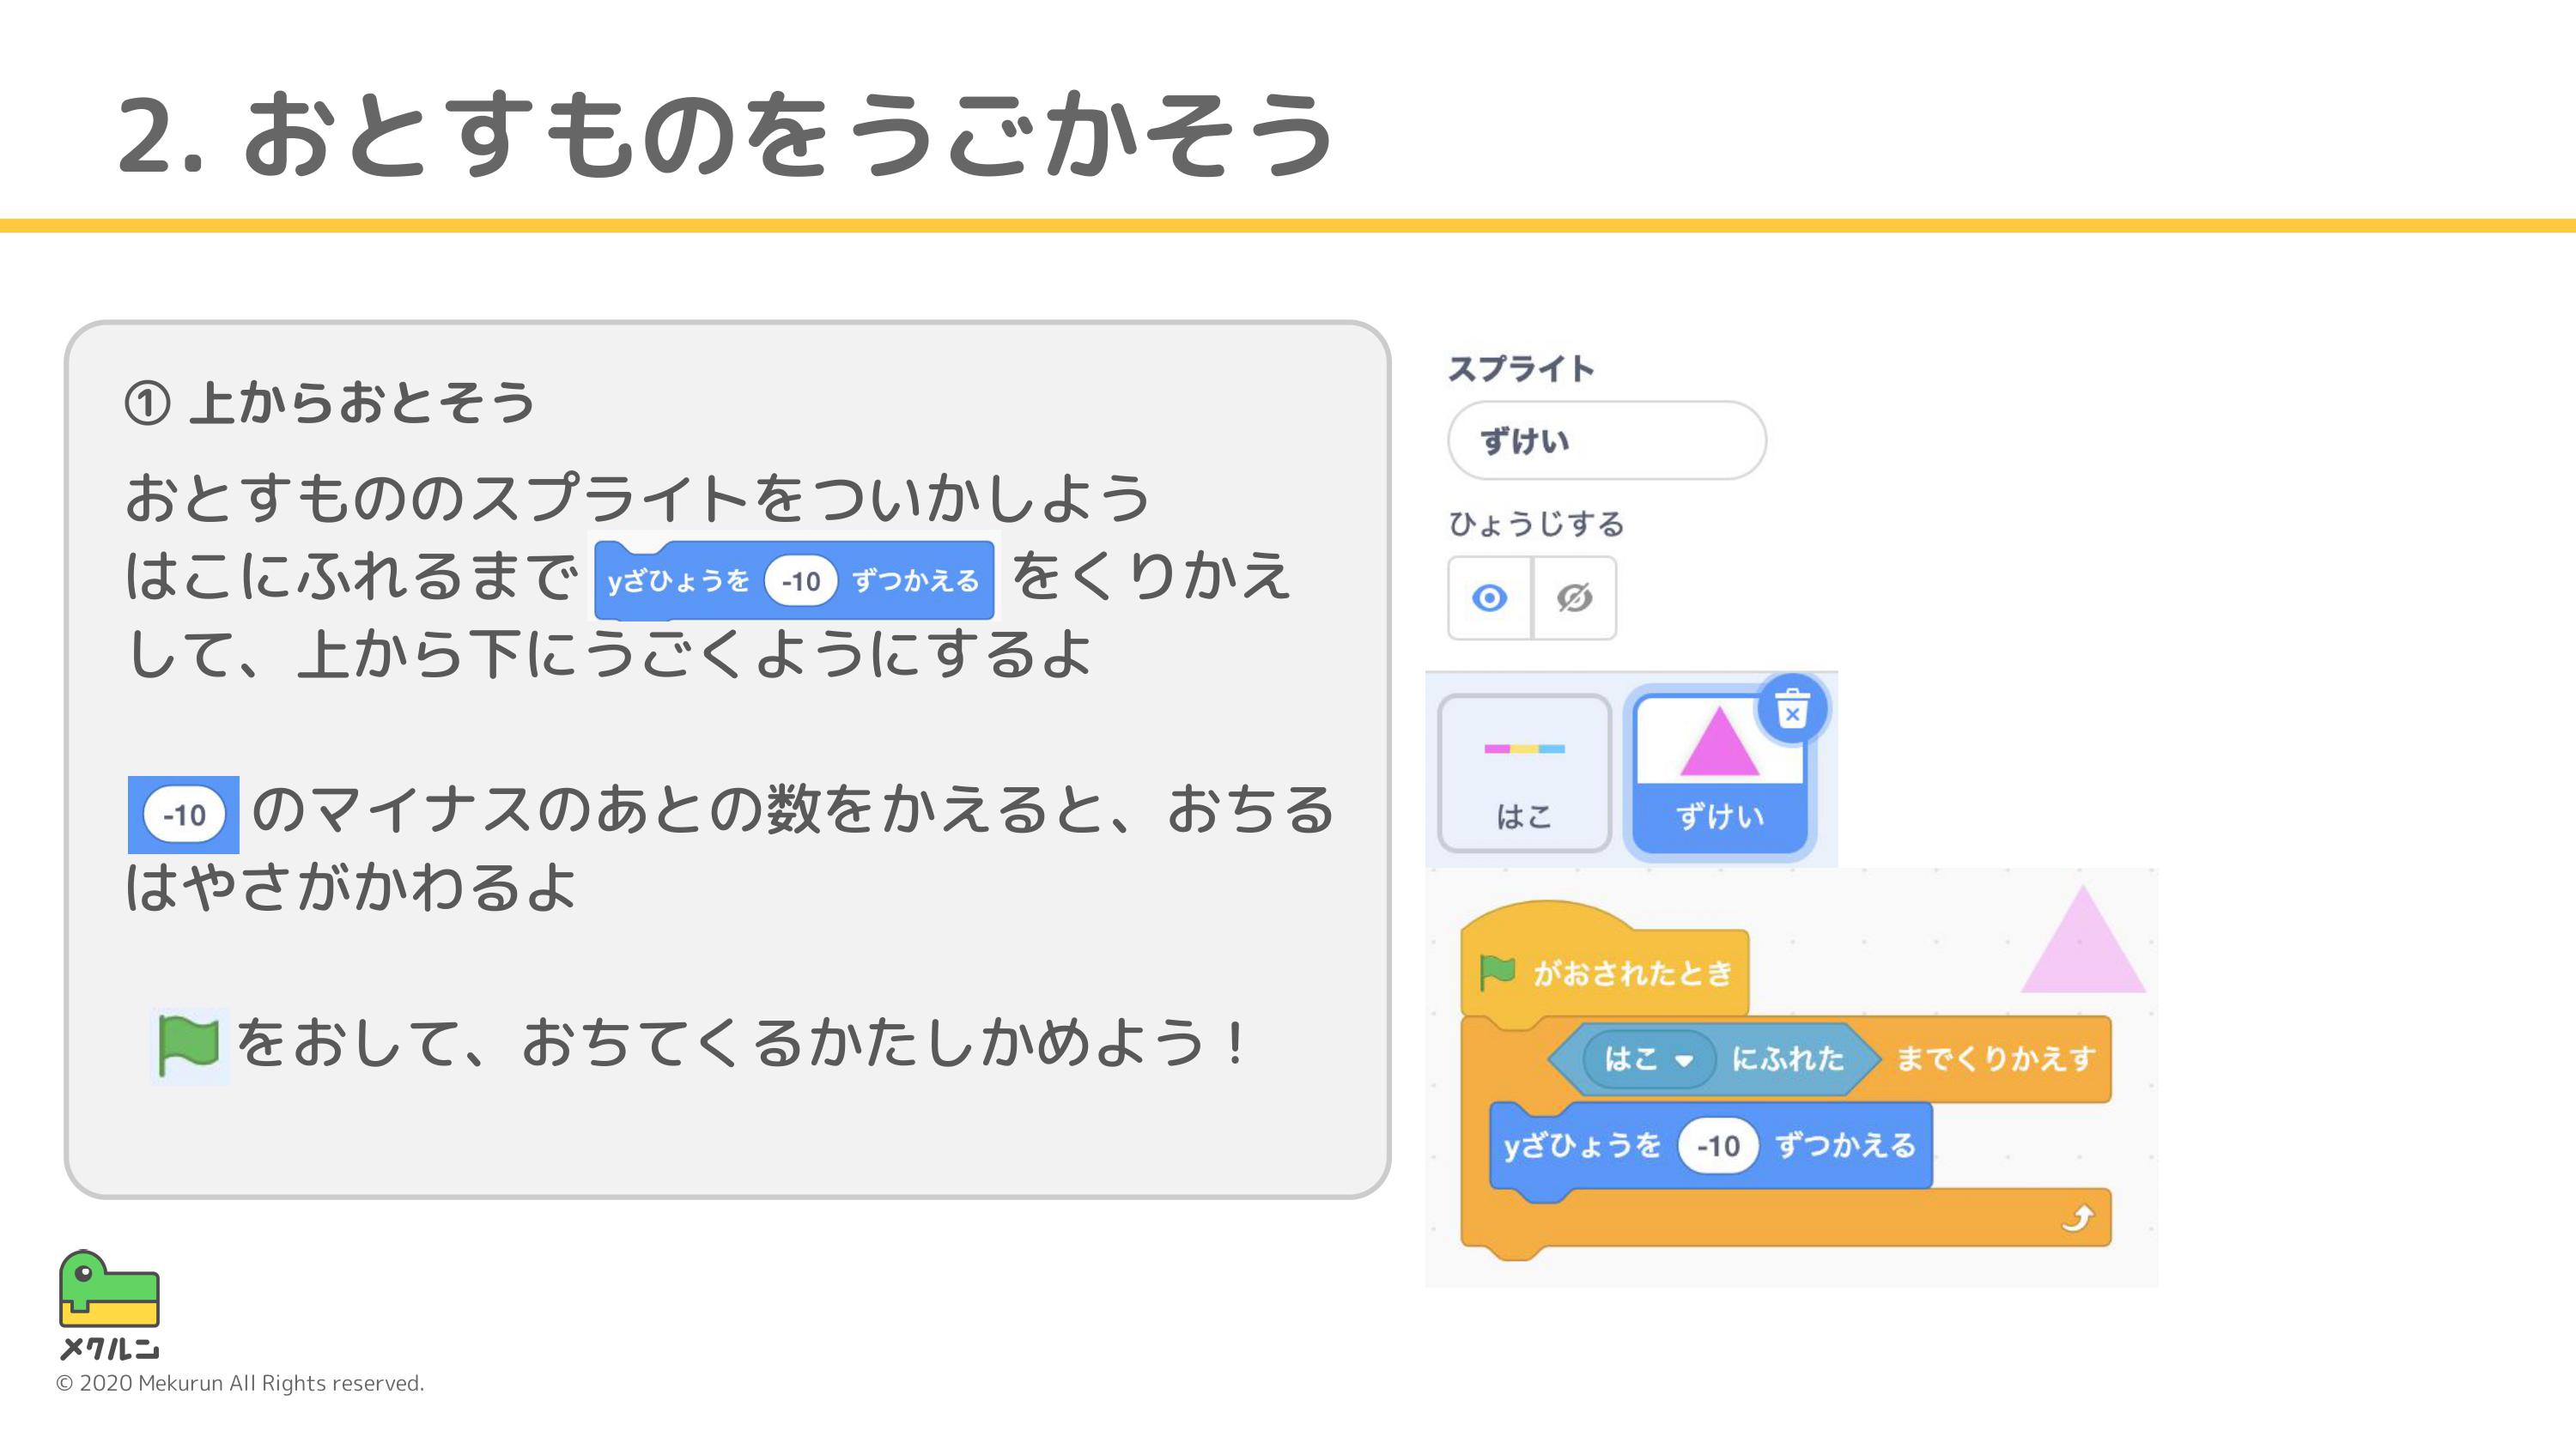 2. おとすものをうごかそう
① 上からおとそう
おとすもののスプライトをついかしよう
はこにふれるまで yざひょうを -10 ずつかえる をくりかえ
して、上から下にうごくようにするよ
-10 のマイナスのあとの数をかえると、おちる
はやさがかわるよ
をおして、おちてくるかたしかめよう！
スプライト
ずけい
ひょうじする
はこ ずけい
がおされたとき
はこ にふれた までくりかえす
yざひょうを -10 ずつかえる
メクルン
© 2020 Mekurun All Rights reserved.